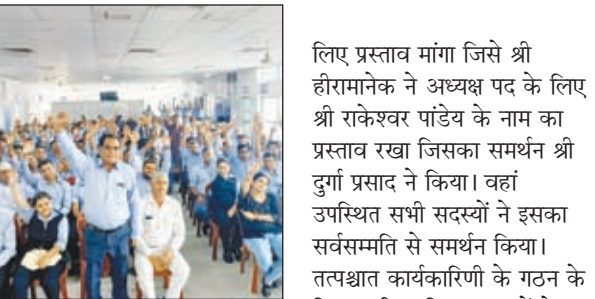 लिए प्रस्ताव मांगा जिसे श्री
हीरामानेक ने अध्यक्ष पद के लिए
श्री राकेश्वर पांडेय के नाम का
प्रस्ताव रखा जिसका समर्थन श्री
दुर्गा प्रसाद ने किया। वहां
उपस्थित सभी सदस्यों ने इसका
सर्वसम्मति से समर्थन किया।
तत्पश्चात कार्यकारिणी के गठन के